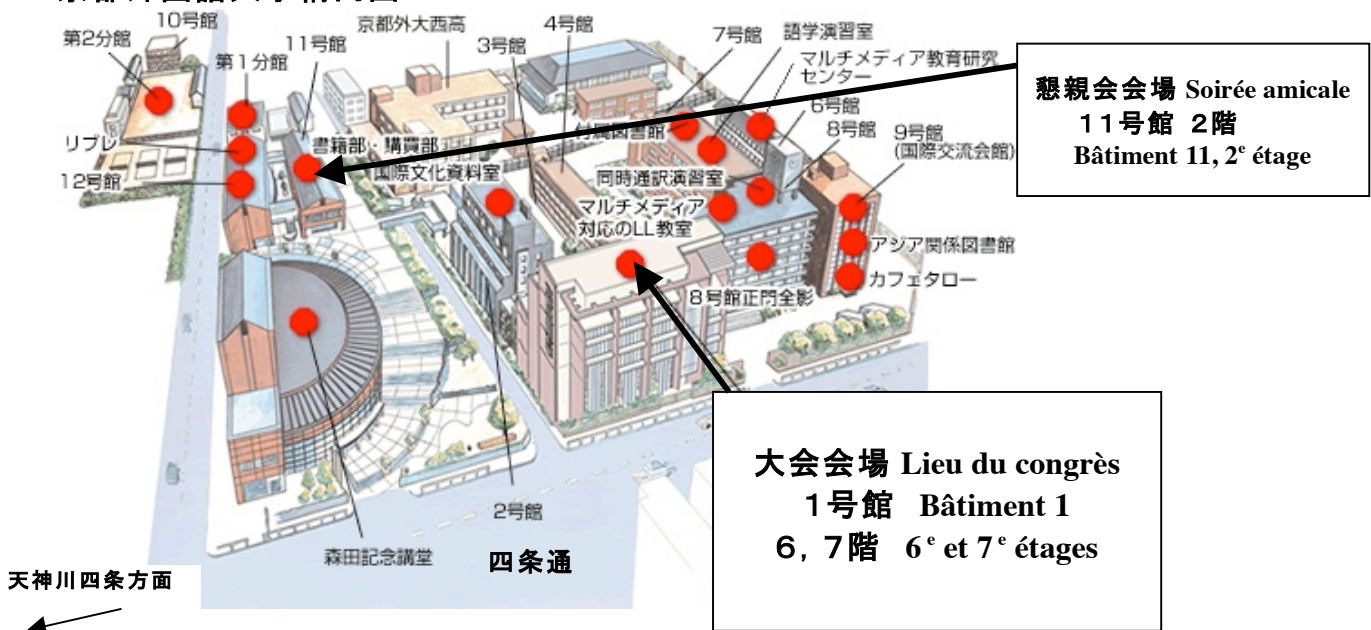 10号館
第2分館
第1分館
11号館
京都外大西高
3号館
4号館
7号館
語学演習室
マルチメディア教育研究
センター
6号館
8号館
9号館
(国際交流会館)
リブレ
12号館
書籍部・購買部
国際文化資料室
付属図書館
同時通訳演習室
マルチメディア
対応のLL教室
アジア関係図書館
カフェタロー
8号館正門全影
2号館
森田記念講堂
四条通
天神川四条方面
懇親会会場 Soirée amicale
11号館 2階
Bâtiment 11, 2e étage
大会会場 Lieu du congrès
1号館 Bâtiment 1
6, 7階 6e et 7e étages